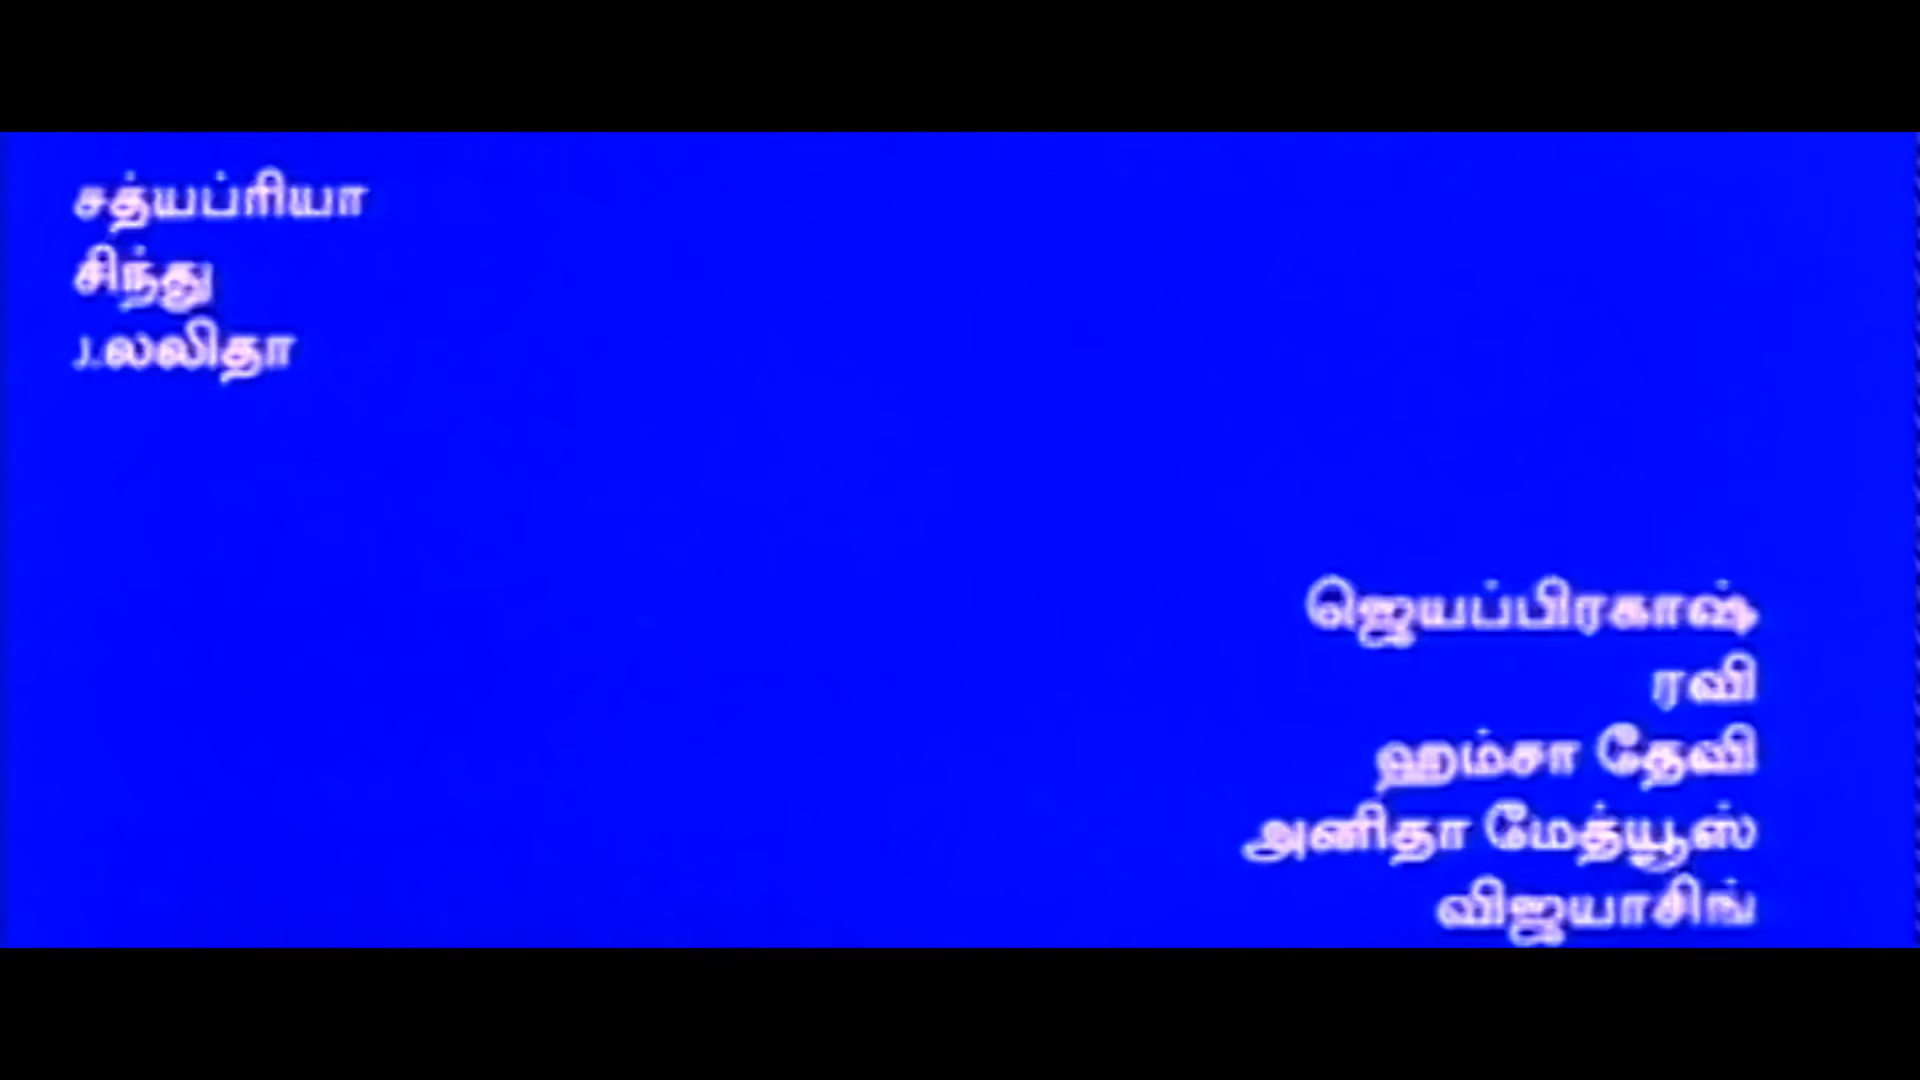 சத்யப்ரியா
சிந்து
J.லலிதா
ஜெயப்பிரகாஷ்
ரவி
ஹம்சா தேவி
அனிதா மேத்யூஸ்
விஜயாசிங்